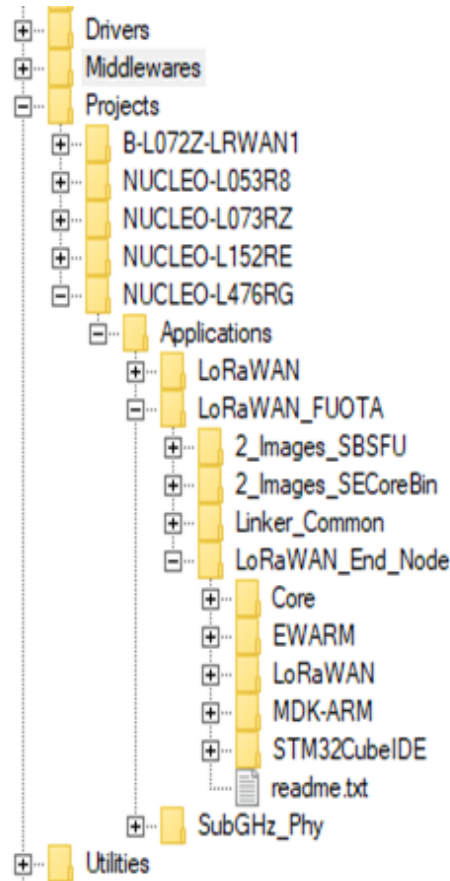 Drivers
Middlewares
Projects
B-L072Z-LRWAN1
NUCLEO-L053R8
NUCLEO-L073RZ
NUCLEO-L152RE
NUCLEO-L476RG
Applications
LoRaWAN
LoRaWAN_FUOTA
2_Images_SBSFU
2_Images_SECoreBin
Linker_Common
LoRaWAN_End_Node
Core
EWARM
LoRaWAN
MDK-ARM
STM32CubeIDE
readme.txt
SubGHz_Phy
Utilities